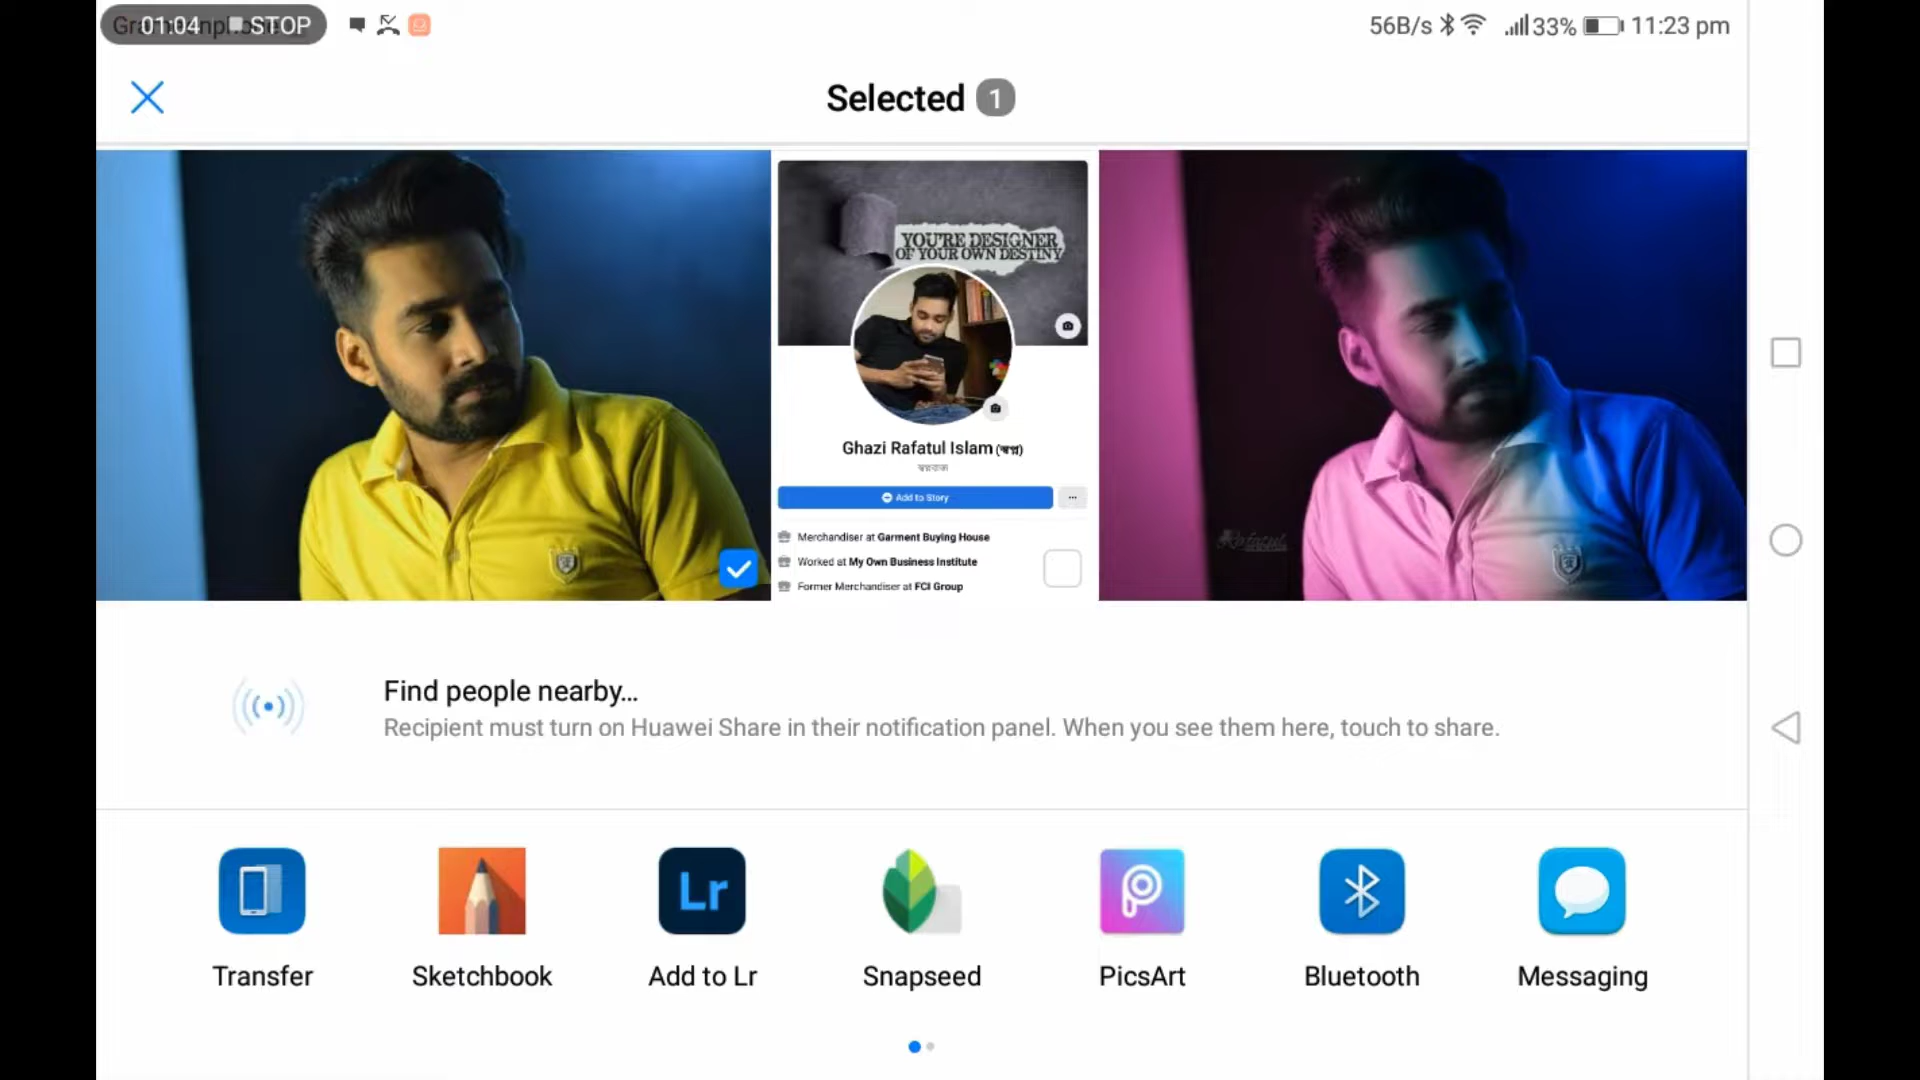 01:04 STOP
56B/s 33% 11:23 pm
Selected 1
YOU'RE DESIGNER
OF YOUR OWN DESTINY
Ghazi Rafatul Islam
Add to Story
Merchandiser at Garment Buying House
Worked at My Own Business Institute
Former Merchandiser at FCI Group
Rafatul
Find people nearby...
Recipient must turn on Huawei Share in their notification panel. When you see them here, touch to share.
Lr
Transfer
Sketchbook
Add to Lr
Snapseed
PicsArt
Bluetooth
Messaging